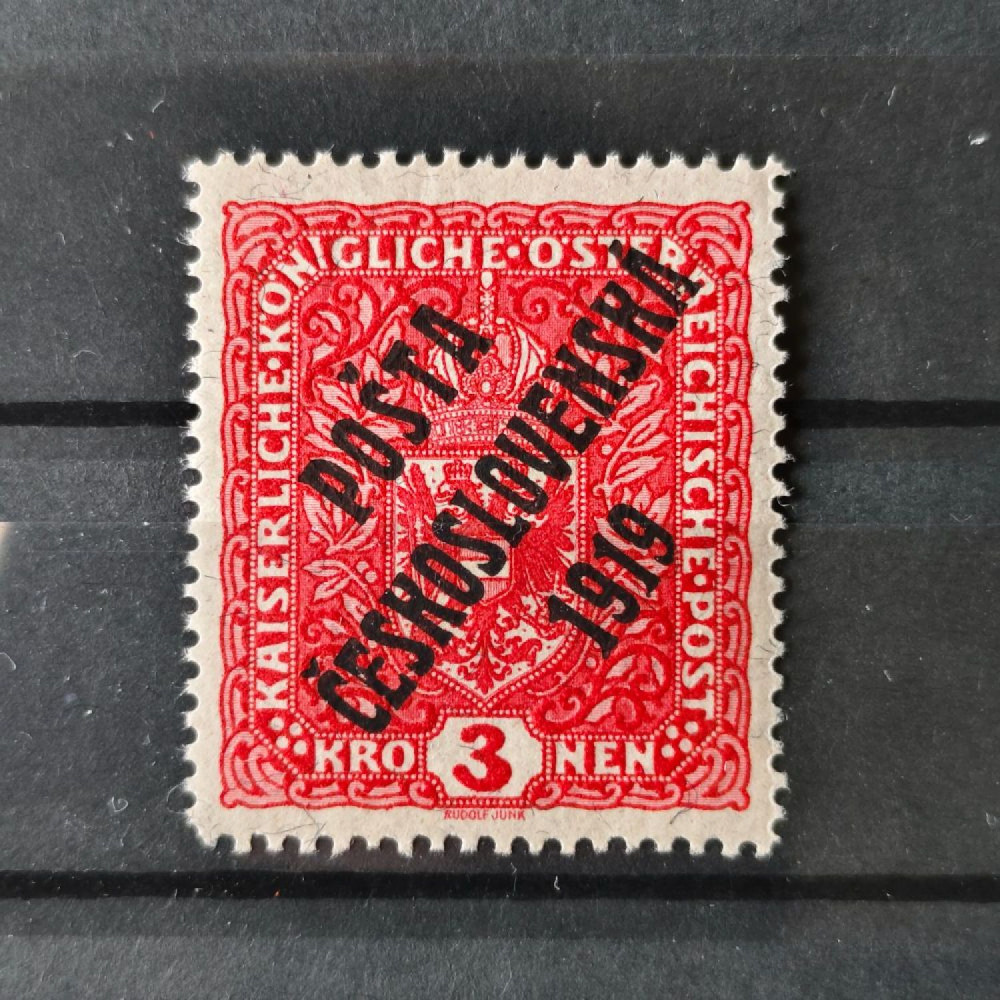 KAISERLICHE·KÖNIGLICHE·ÖSTERREICHISCHE·POST·
POŠTA
ČESKOSLOVENSKÁ
1919
KRO 3 NEN
RUDOLF JUNK